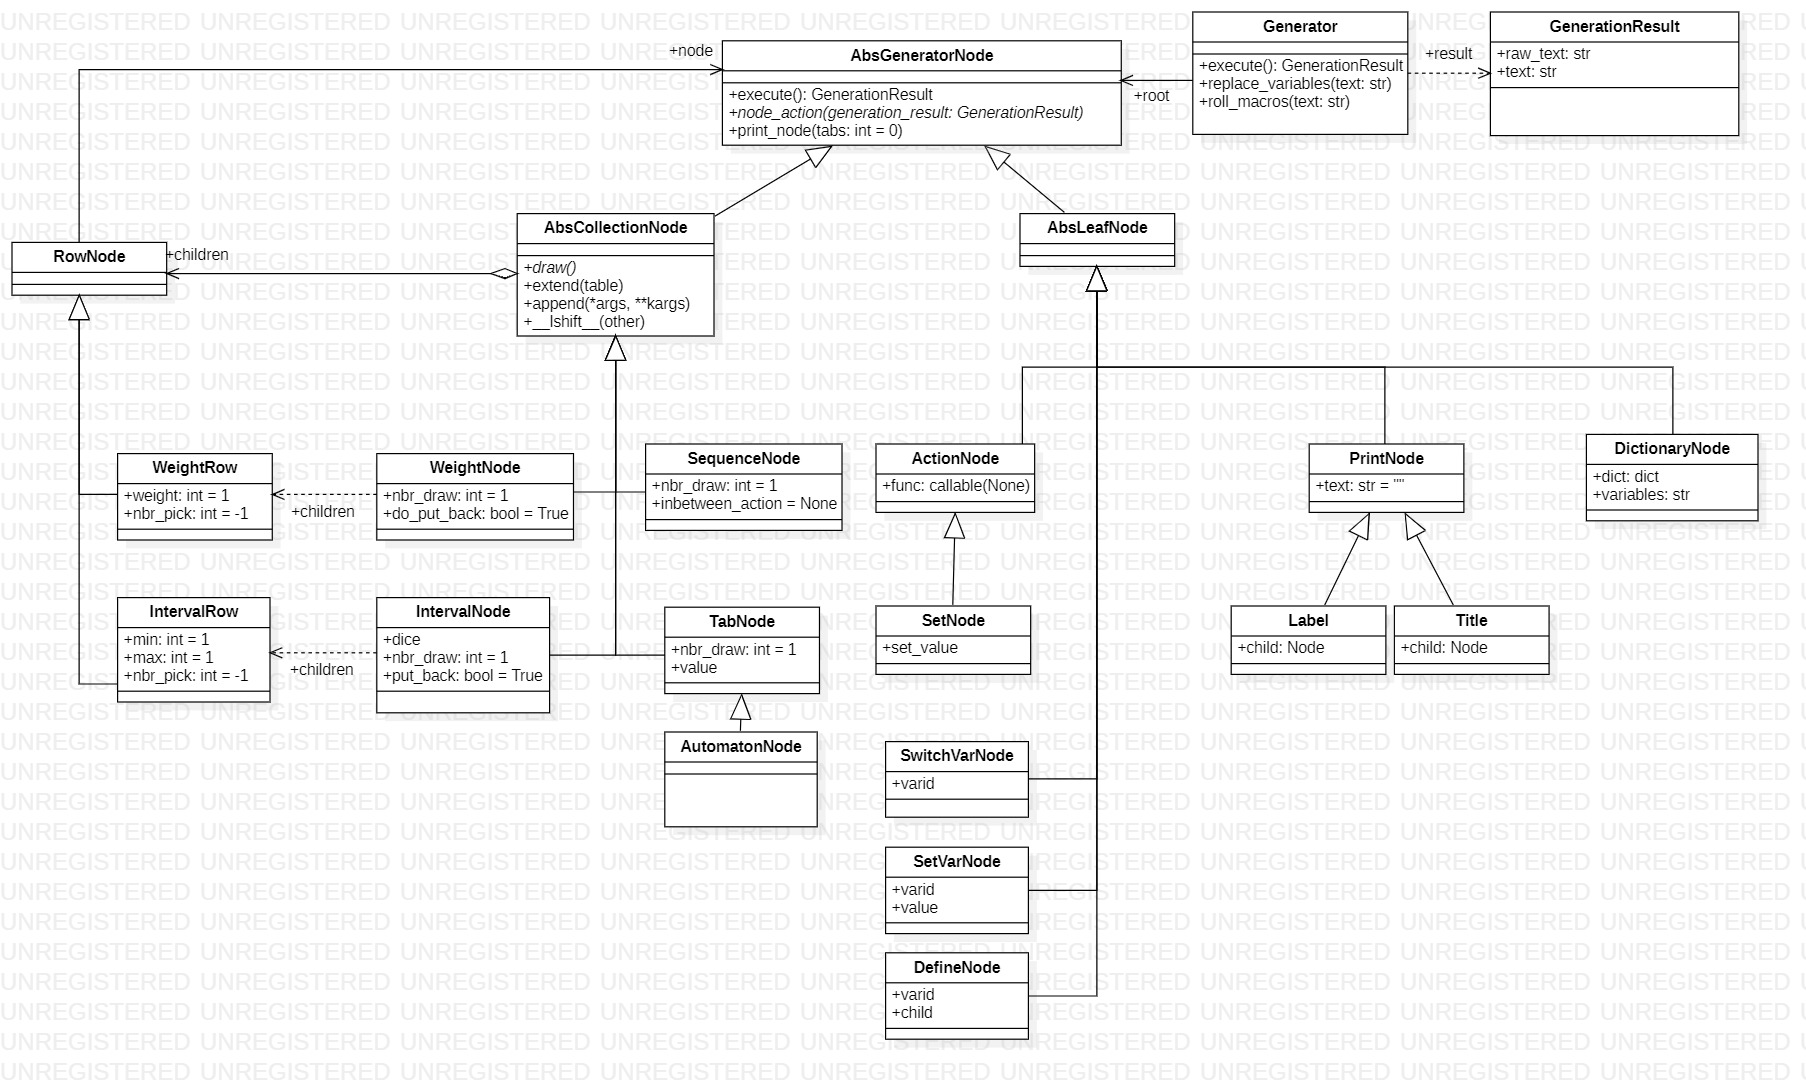 Generator
+execute(): GenerationResult
+replace_variables(text: str)
+roll_macros(text: str)
+result
GenerationResult
+raw_text: str
+text: str
+node
AbsGeneratorNode
+execute(): GenerationResult
+node_action(generation_result: GenerationResult)
+print_node(tabs: int = 0)
+root
RowNode
+children
AbsCollectionNode
+draw()
+extend(table)
+append(*args, **kargs)
+__lshift__(other)
AbsLeafNode
WeightRow
+weight: int = 1
+nbr_pick: int = -1
+children
WeightNode
+nbr_draw: int = 1
+do_put_back: bool = True
SequenceNode
+nbr_draw: int = 1
+inbetween_action = None
ActionNode
+func: callable(None)
PrintNode
+text: str = ""
DictionaryNode
+dict: dict
+variables: str
IntervalRow
+min: int = 1
+max: int = 1
+nbr_pick: int = -1
+children
IntervalNode
+dice
+nbr_draw: int = 1
+put_back: bool = True
TabNode
+nbr_draw: int = 1
+value
SetNode
+set_value
Label
+child: Node
Title
+child: Node
AutomatonNode
SwitchVarNode
+varid
SetVarNode
+varid
+value
DefineNode
+varid
+child
UNREGISTERED